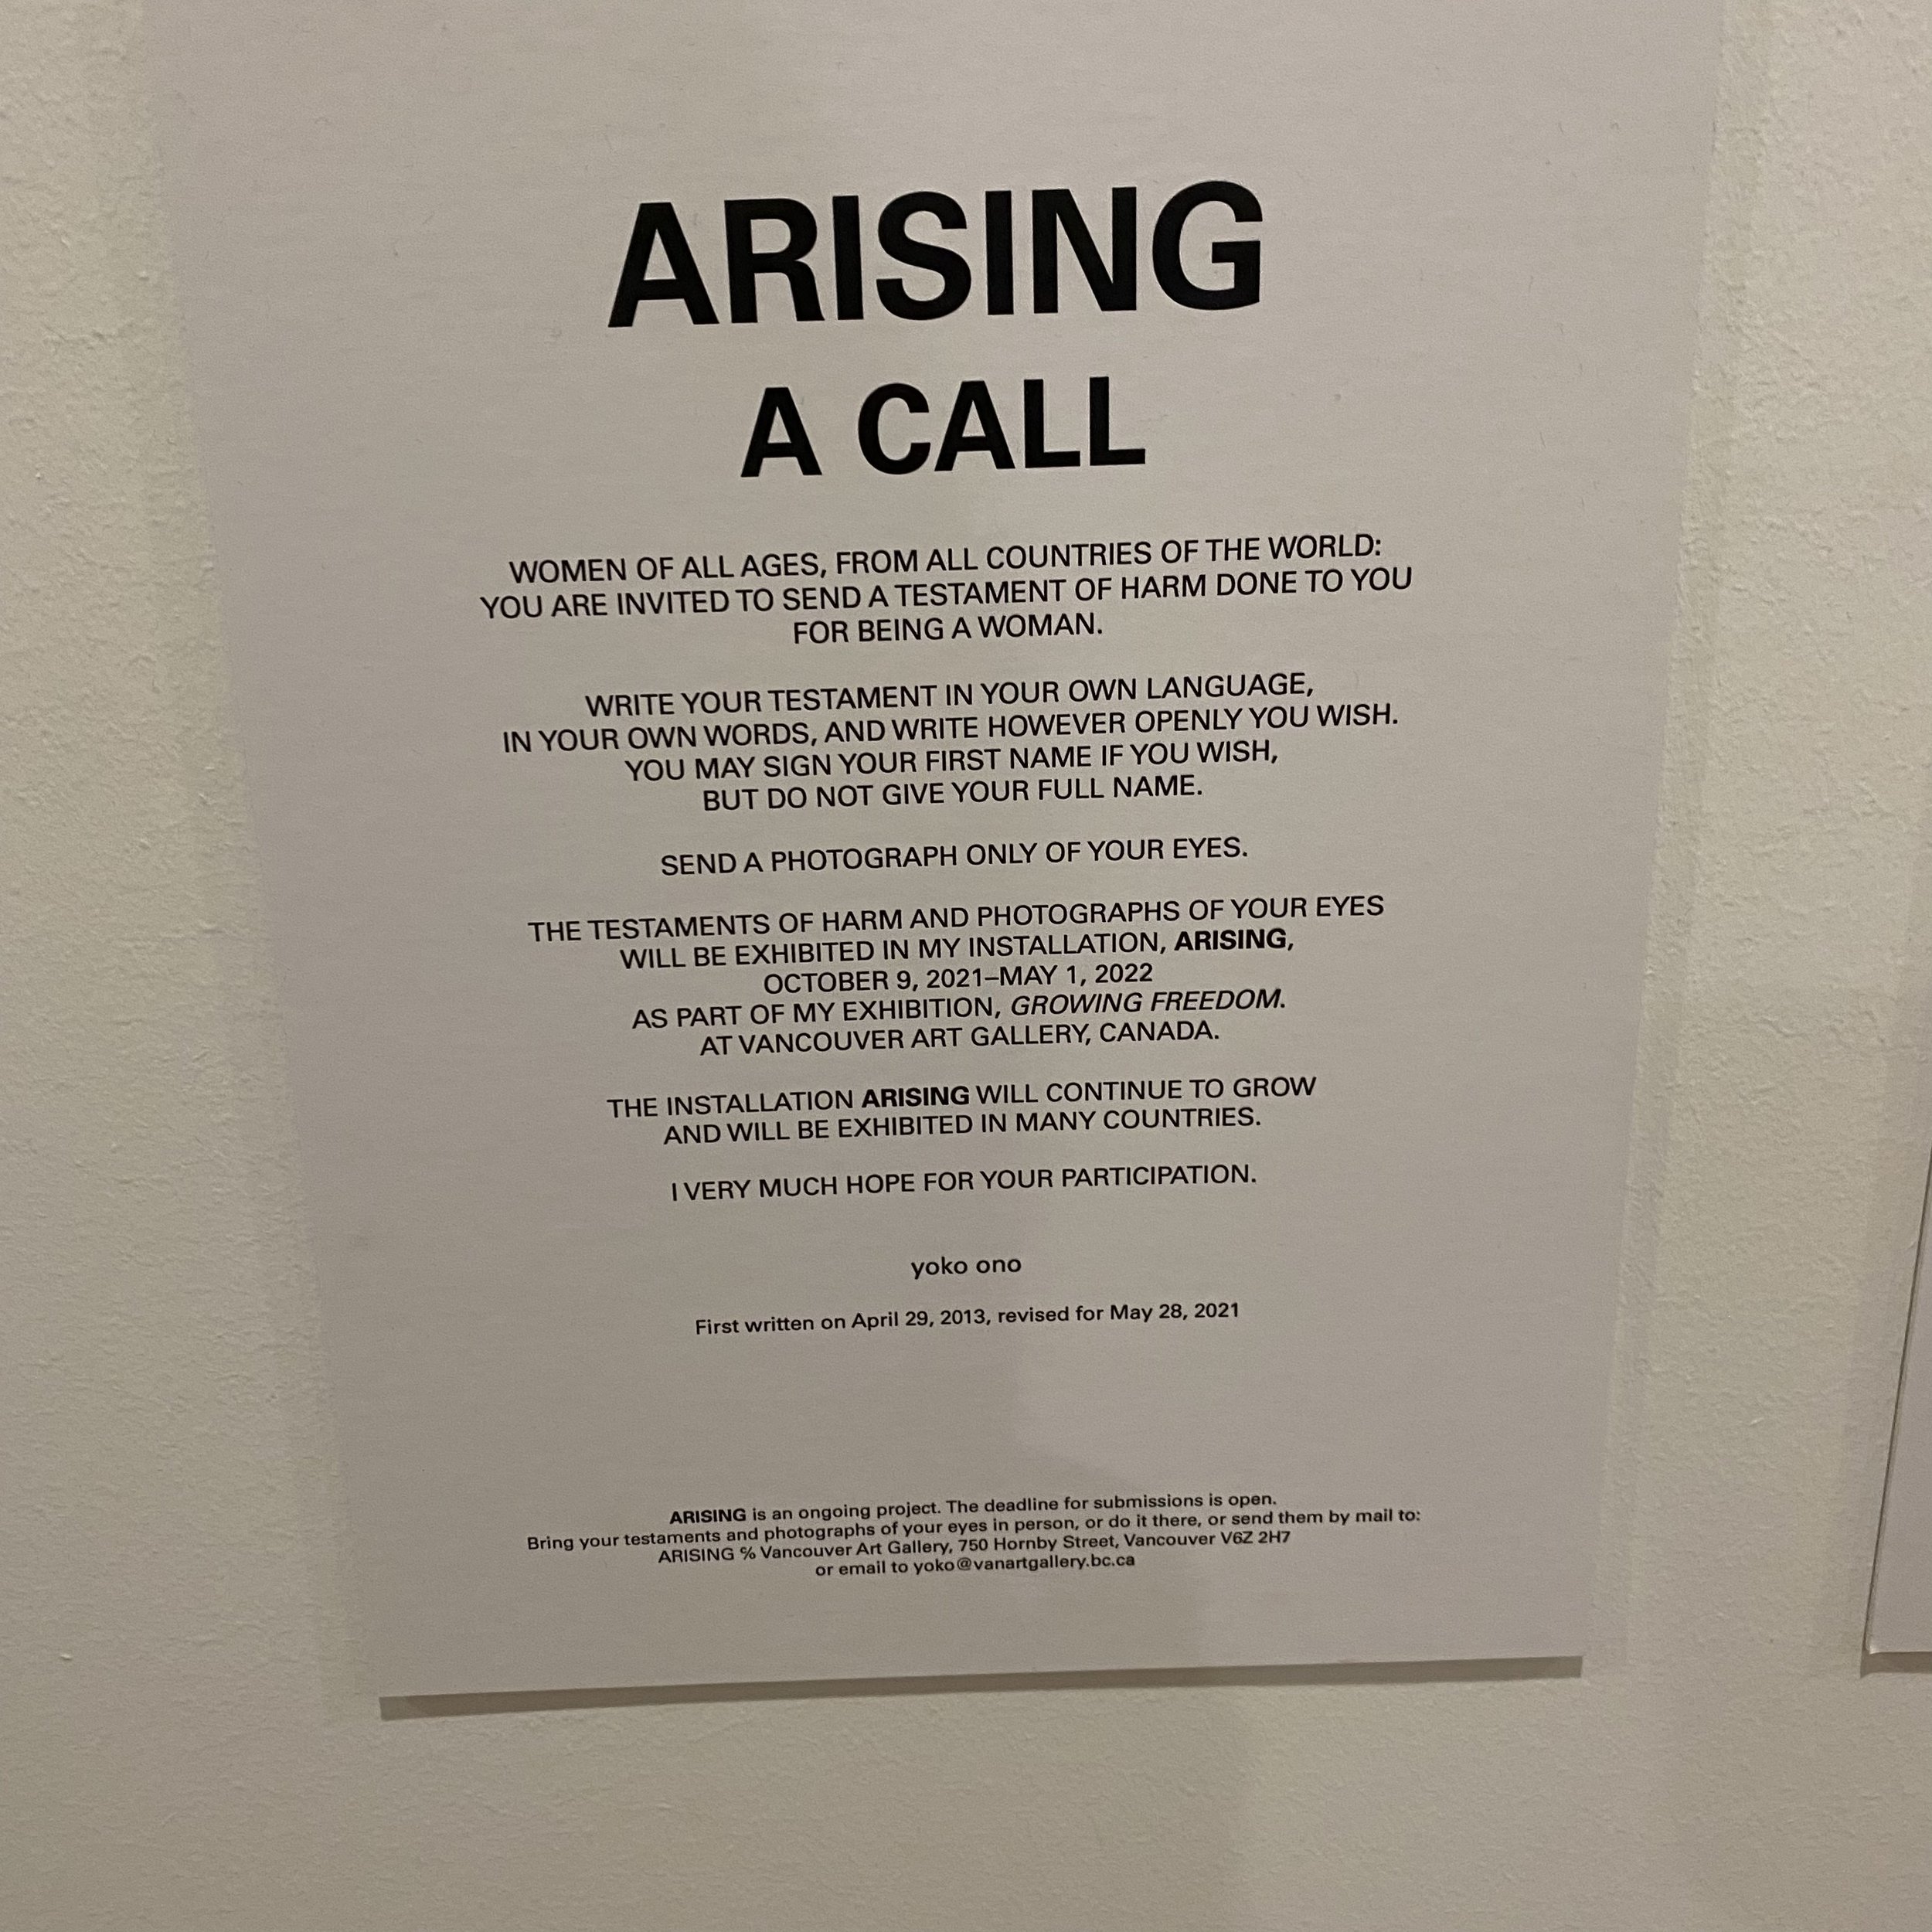 ARISING
A CALL
WOMEN OF ALL AGES, FROM ALL COUNTRIES OF THE WORLD:
YOU ARE INVITED TO SEND A TESTAMENT OF HARM DONE TO YOU
FOR BEING A WOMAN.
WRITE YOUR TESTAMENT IN YOUR OWN LANGUAGE,
IN YOUR OWN WORDS, AND WRITE HOWEVER OPENLY YOU WISH.
YOU MAY SIGN YOUR FIRST NAME IF YOU WISH,
BUT DO NOT GIVE YOUR FULL NAME.
SEND A PHOTOGRAPH ONLY OF YOUR EYES.
THE TESTAMENTS OF HARM AND PHOTOGRAPHS OF YOUR EYES
WILL BE EXHIBITED IN MY INSTALLATION, ARISING,
OCTOBER 9, 2021–MAY 1, 2022
AS PART OF MY EXHIBITION, GROWING FREEDOM.
AT VANCOUVER ART GALLERY, CANADA.
THE INSTALLATION ARISING WILL CONTINUE TO GROW
AND WILL BE EXHIBITED IN MANY COUNTRIES.
I VERY MUCH HOPE FOR YOUR PARTICIPATION.
yoko ono
First written on April 29, 2013, revised for May 28, 2021
ARISING is an ongoing project. The deadline for submissions is open.
Bring your testaments and photographs of your eyes in person, or do it there, or send them by mail to:
ARISING ℅ Vancouver Art Gallery, 750 Hornby Street, Vancouver V6Z 2H7
or email to yoko@vanartgallery.bc.ca